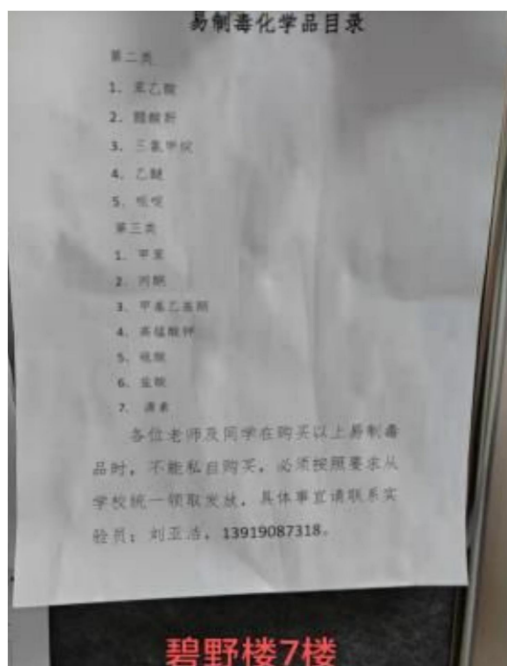 易制毒化学品目录
第二类
1、苯乙酸
2、醋酸酐
3、三氯甲烷
4、乙醚
5、哌啶
第三类
1、甲苯
2、丙酮
3、甲基乙基酮
4、高锰酸钾
5、硫酸
6、盐酸
7、溴素
各位老师及同学在购买以上易制毒
品时，不能私自购买，必须按照要求从
学校统一领取发放，具体事宜请联系实
验员：刘亚浩，13919087318。
碧野楼7楼